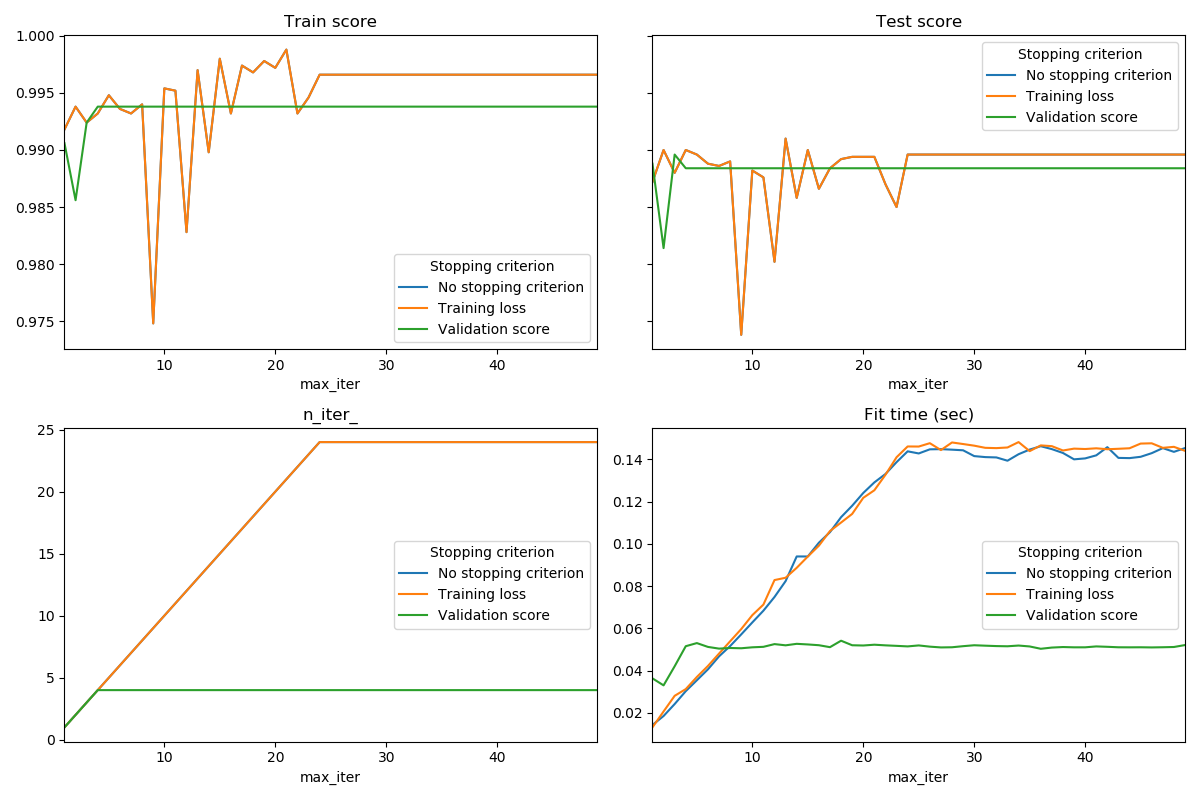 Train score
1.000
0.995
0.990
0.985
0.980
0.975
Stopping criterion
No stopping criterion
Training loss
Validation score
10 20 30 40
max_iter
Test score
Stopping criterion
No stopping criterion
Training loss
Validation score
10 20 30 40
max_iter
n_iter_
25
20
15
10
5
0
Stopping criterion
No stopping criterion
Training loss
Validation score
10 20 30 40
max_iter
Fit time (sec)
0.14
0.12
0.10
0.08
0.06
0.04
0.02
Stopping criterion
No stopping criterion
Training loss
Validation score
10 20 30 40
max_iter